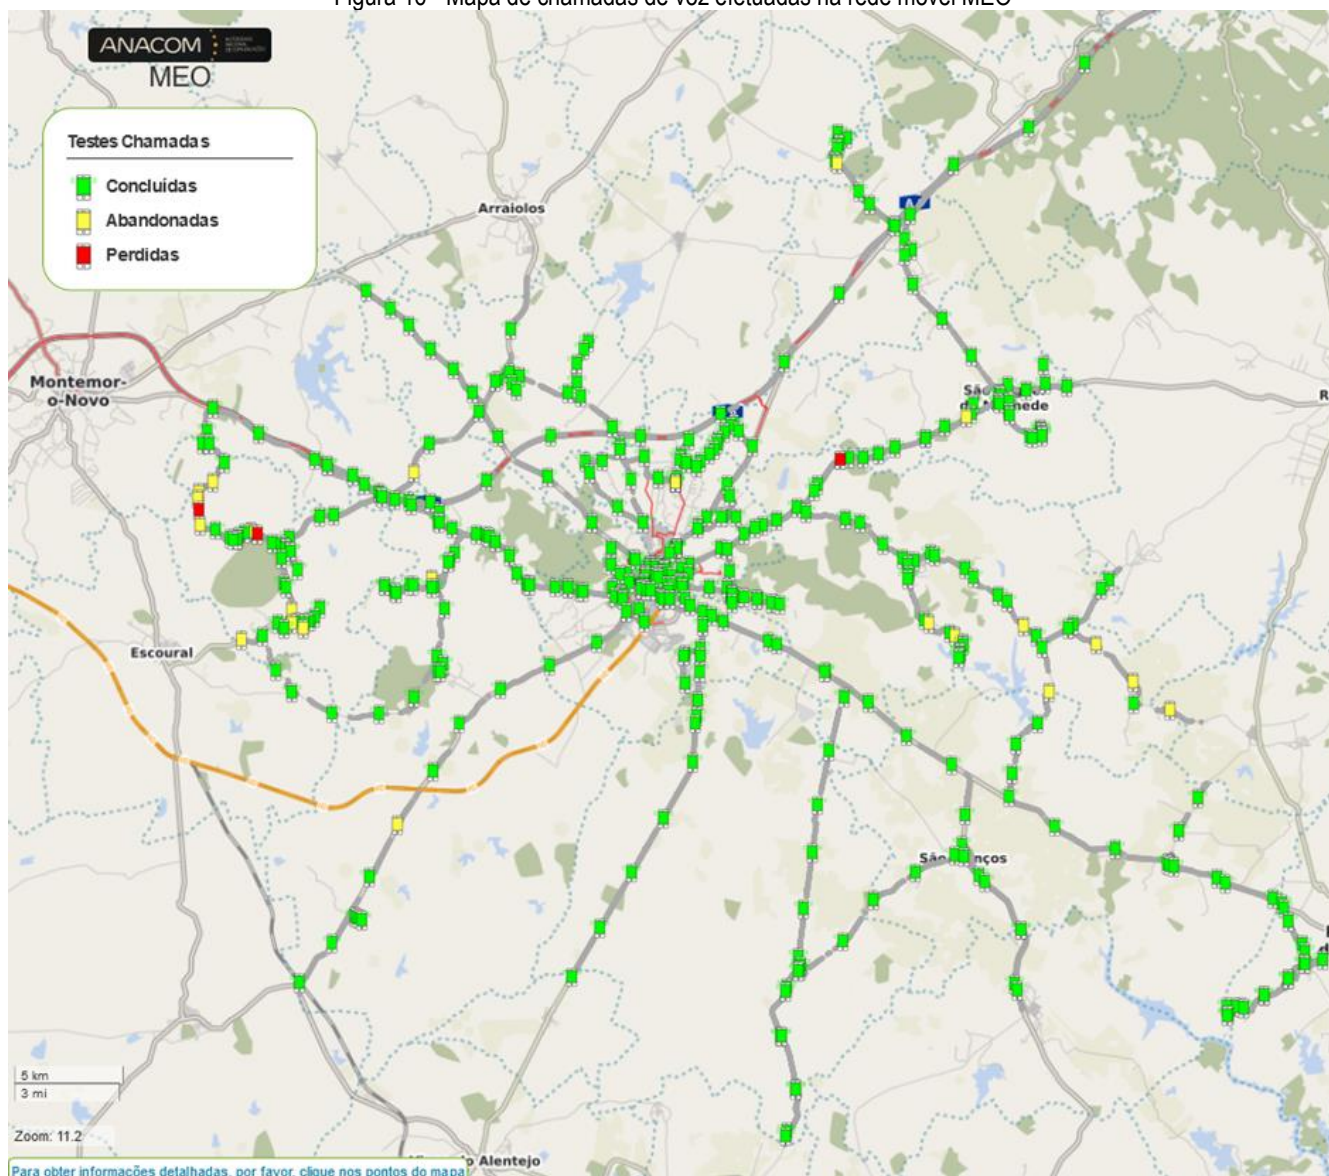 Figura 16 - Mapa de chamadas de voz efetuadas na rede móvel MEO
ANACOM
MEO
Testes Chamadas
Concluídas
Abandonadas
Perdidas
Arraiolos
Montemor-
o-Novo
Escoural
5 km
3 mi
Zoom: 11.2
Alentejo
Para obter informações detalhadas, por favor, clique nos pontos do mapa